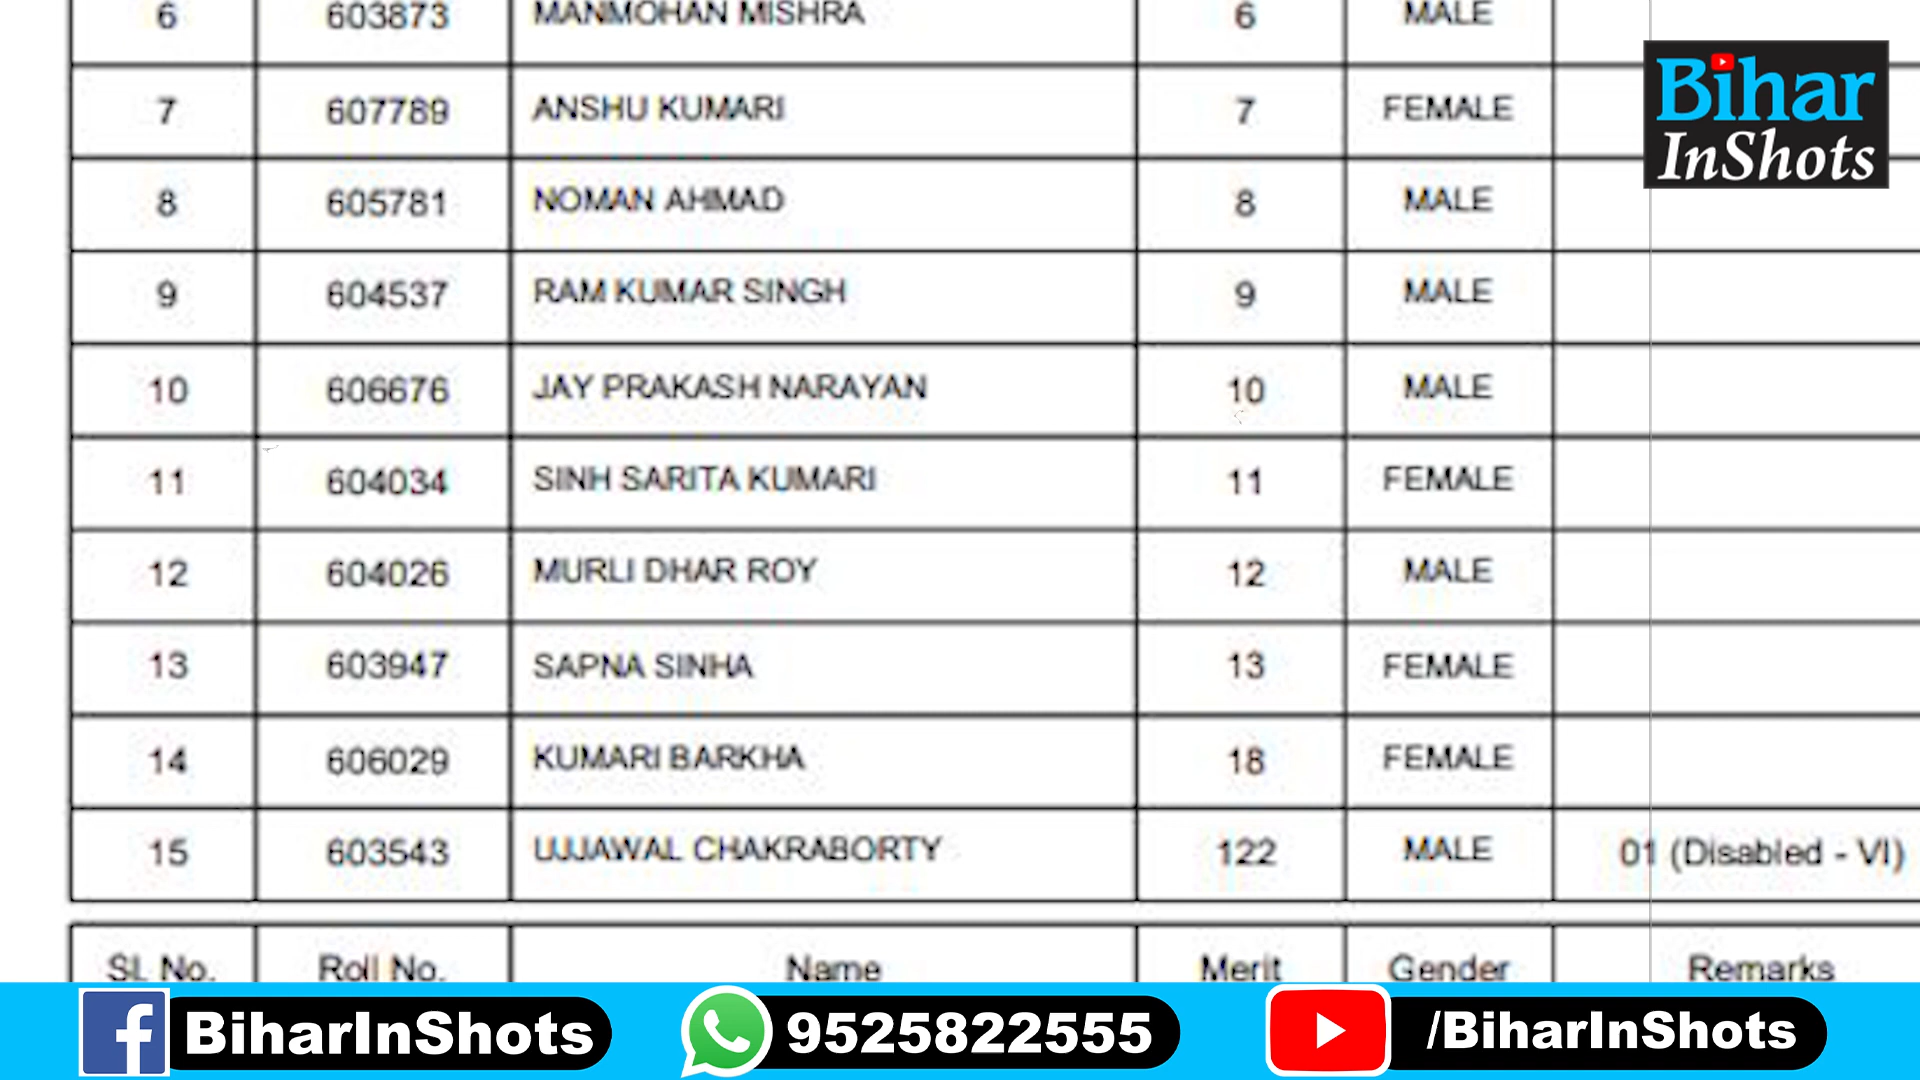 6 603873 MANMOHAN MISHRA 6 MALE
7 607789 ANSHU KUMARI 7 FEMALE
8 605781 NOMAN AHMAD 8 MALE
9 604537 RAM KUMAR SINGH 9 MALE
10 606676 JAY PRAKASH NARAYAN 10 MALE
11 604034 SINH SARITA KUMARI 11 FEMALE
12 604026 MURLI DHAR ROY 12 MALE
13 603947 SAPNA SINHA 13 FEMALE
14 606029 KUMARI BARKHA 18 FEMALE
15 603543 UJJAWAL CHAKRABORTY 122 MALE 01 (Disabled - VI)
SL No. Roll No. Name Merit Gender Remarks
Bihar
InShots
BiharInShots 9525822555 /BiharInShots